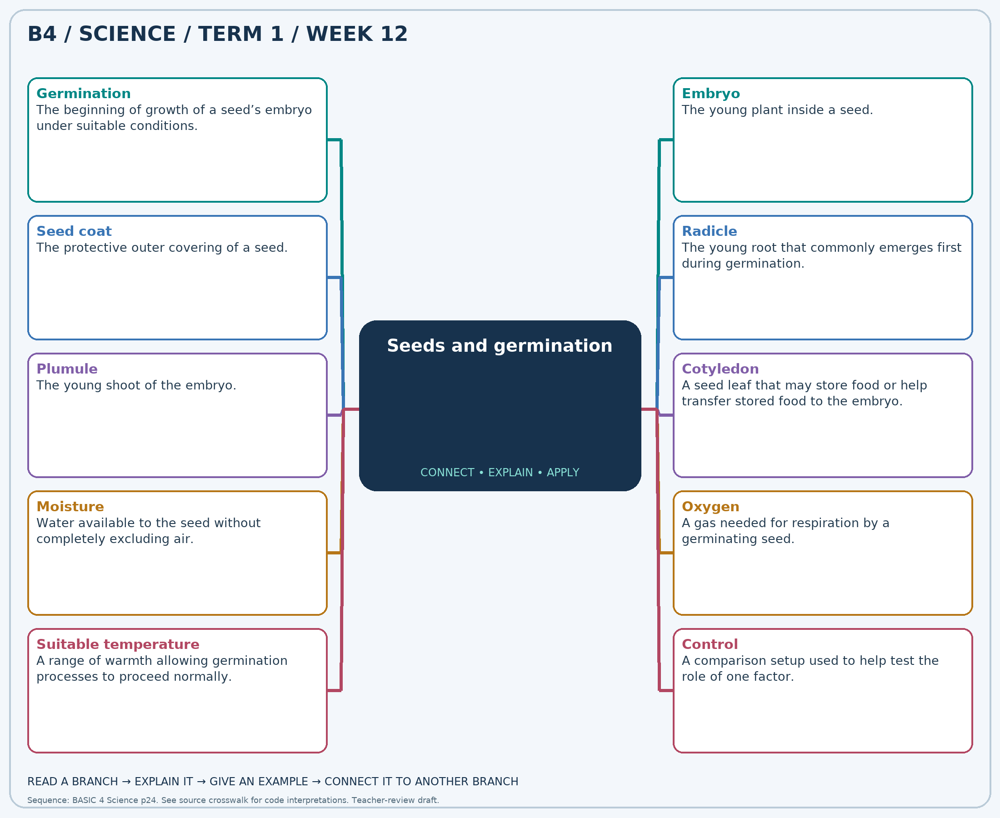 B4 / SCIENCE / TERM 1 / WEEK 12
Germination
The beginning of growth of a seed’s embryo
under suitable conditions.
Seed coat
The protective outer covering of a seed.
Plumule
The young shoot of the embryo.
Moisture
Water available to the seed without
completely excluding air.
Suitable temperature
A range of warmth allowing germination
processes to proceed normally.
Seeds and germination
CONNECT • EXPLAIN • APPLY
Embryo
The young plant inside a seed.
Radicle
The young root that commonly emerges first
during germination.
Cotyledon
A seed leaf that may store food or help
transfer stored food to the embryo.
Oxygen
A gas needed for respiration by a
germinating seed.
Control
A comparison setup used to help test the
role of one factor.
READ A BRANCH → EXPLAIN IT → GIVE AN EXAMPLE → CONNECT IT TO ANOTHER BRANCH
Sequence: BASIC 4 Science p24. See source crosswalk for code interpretations. Teacher-review draft.